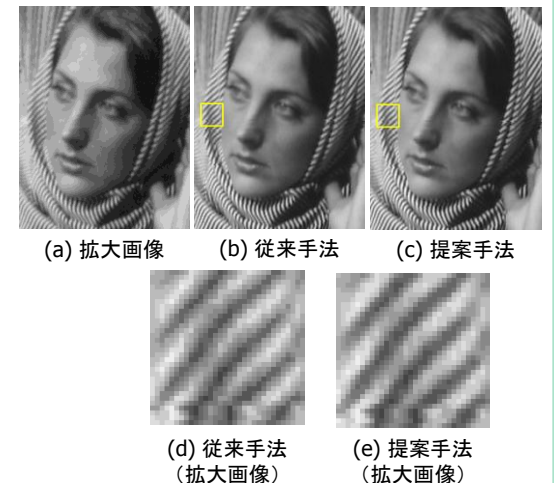 (a) 拡大画像
(b) 従来手法
(c) 提案手法
(d) 従来手法
（拡大画像）
(e) 提案手法
（拡大画像）